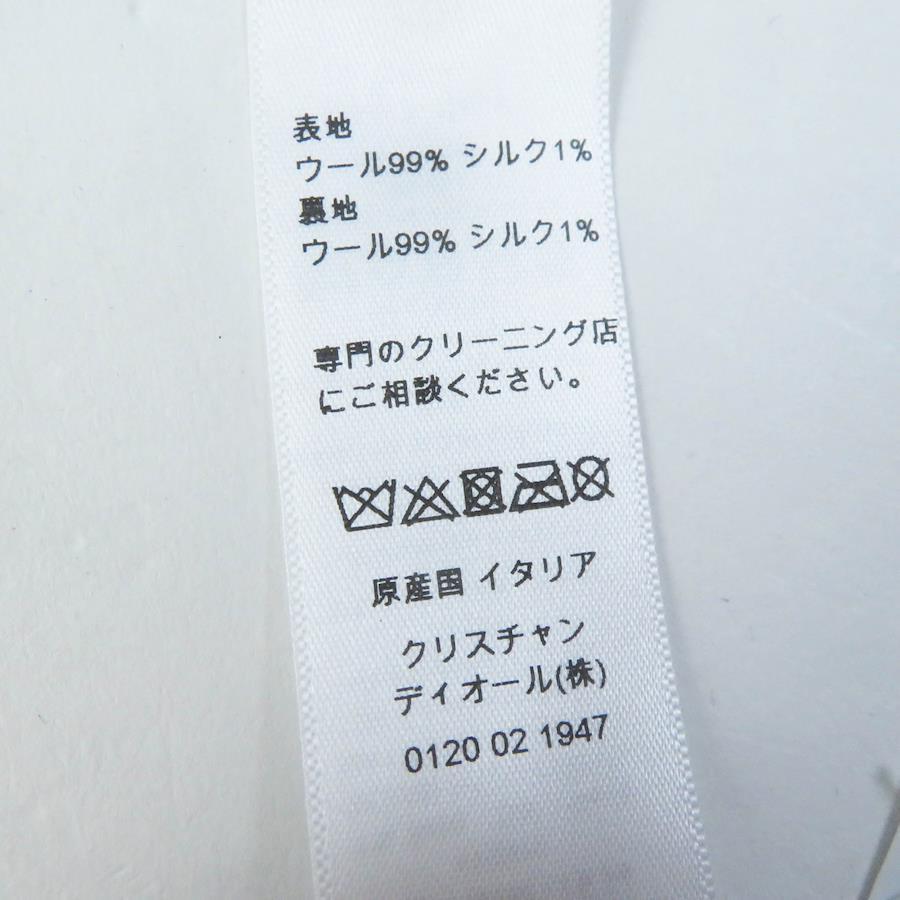 表地
ウール99% シルク1%
裏地
ウール99% シルク1%
専門のクリーニング店
にご相談ください。
原産国 イタリア
クリスチャン
ディオール(株)
0120 02 1947